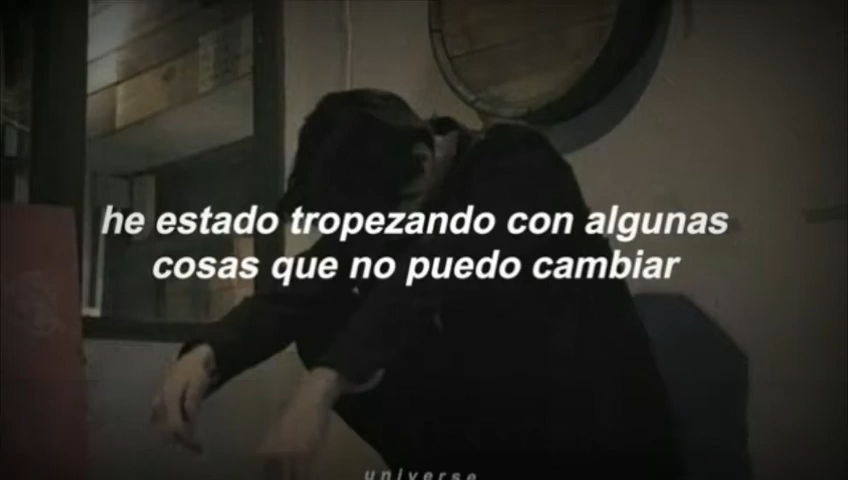 he estado tropezando con algunas
cosas que no puedo cambiar
universe